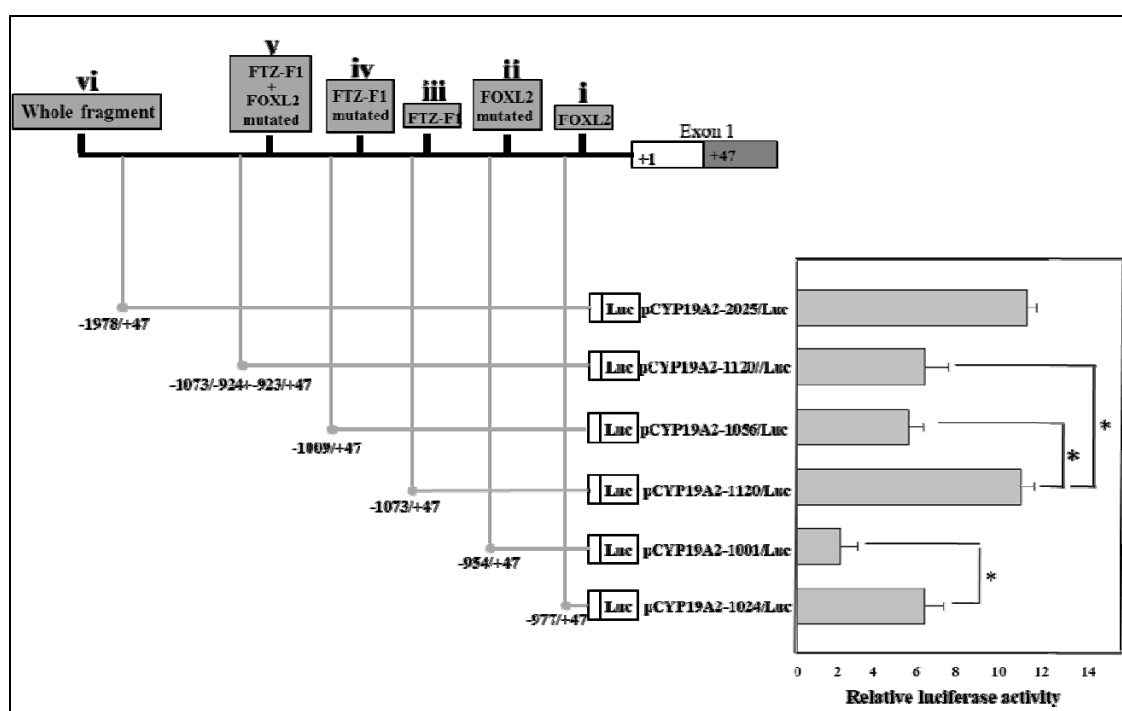 vi
Whole fragment
v
FTZ-F1
+
FOXL2
mutated
iv
FTZ-F1
mutated
iii
FTZ-F1
ii
FOXL2
mutated
i
FOXL2
Exon 1
+1
+47
-1978/+47
Luc pCYP19A2-2025/Luc
-1073/-924+-923/+47
Luc pCYP19A2-1120//Luc
-1009/+47
Luc pCYP19A2-1056/Luc
-1073/+47
Luc pCYP19A2-1120/Luc
-954/+47
Luc pCYP19A2-1001/Luc
-977/+47
Luc pCYP19A2-1024/Luc
*
*
*
0 2 4 6 8 10 12 14
Relative luciferase activity